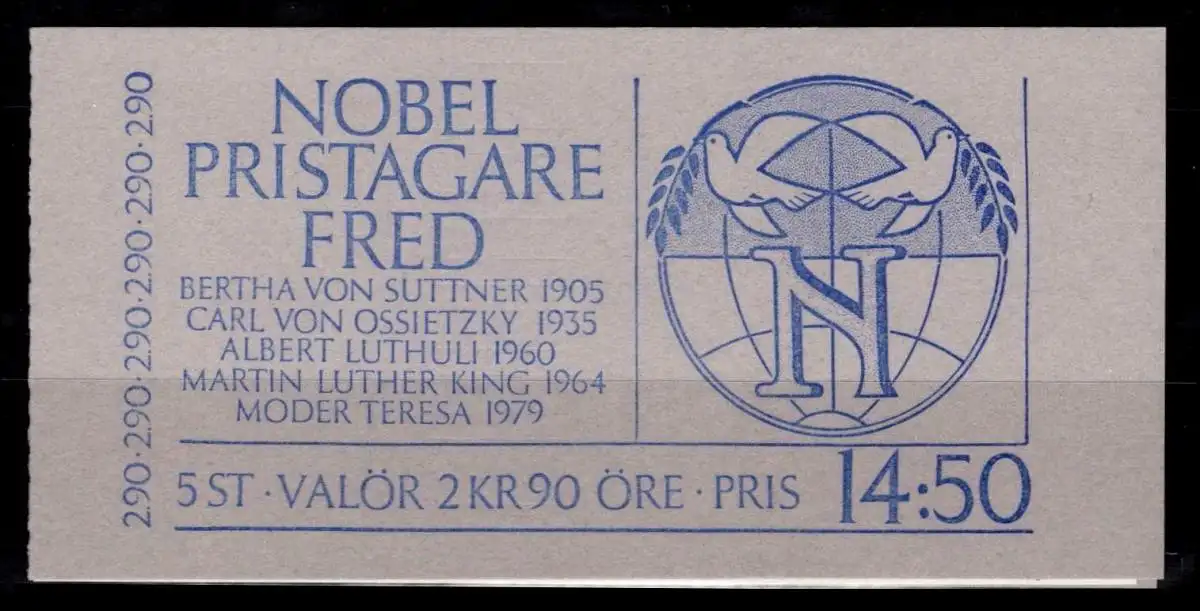 2.90 · 2.90 · 2.90 · 2.90 · 2.90 · 2.90
NOBEL
PRISTAGARE
FRED
BERTHA VON SUTTNER 1905
CARL VON OSSIETZKY 1935
ALBERT LUTHULI 1960
MARTIN LUTHER KING 1964
MODER TERESA 1979
N
5 ST · VALÖR 2 KR 90 ÖRE · PRIS 14:50